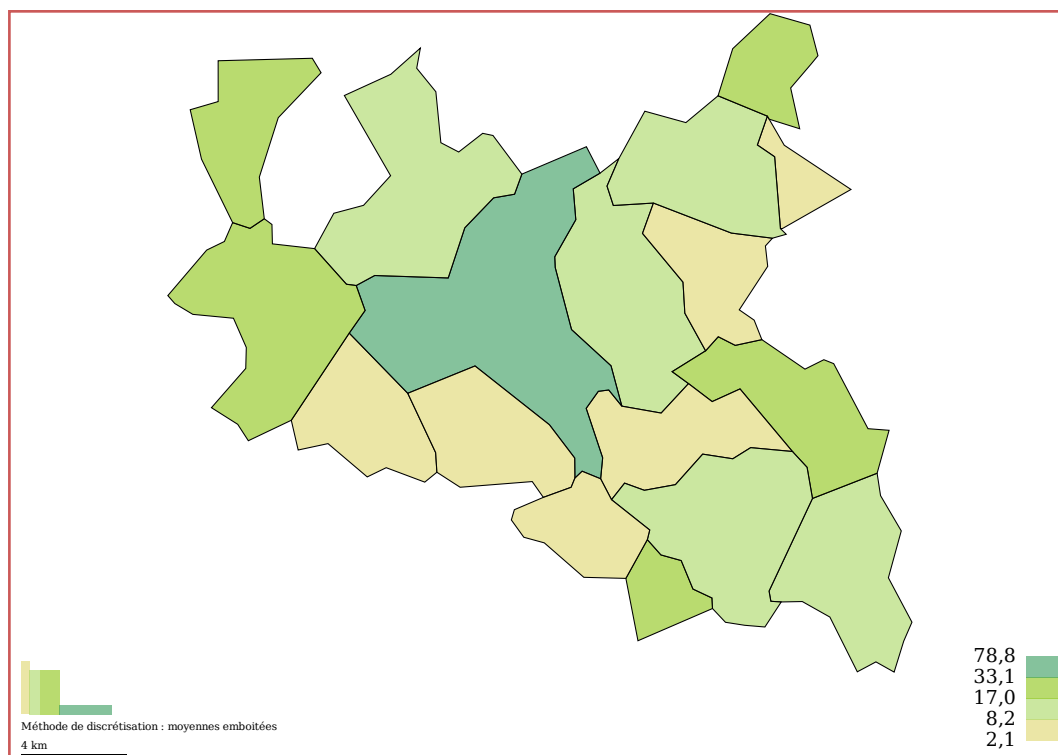 78,8
33,1
17,0
8,2
2,1
Méthode de discrétisation : moyennes emboitées
4 km